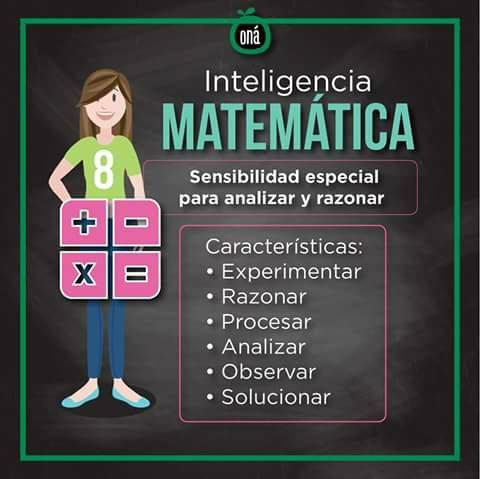 oná
Inteligencia
MATEMÁTICA
Sensibilidad especial
para analizar y razonar
8
+ -
x =
Características:
• Experimentar
• Razonar
• Procesar
• Analizar
• Observar
• Solucionar